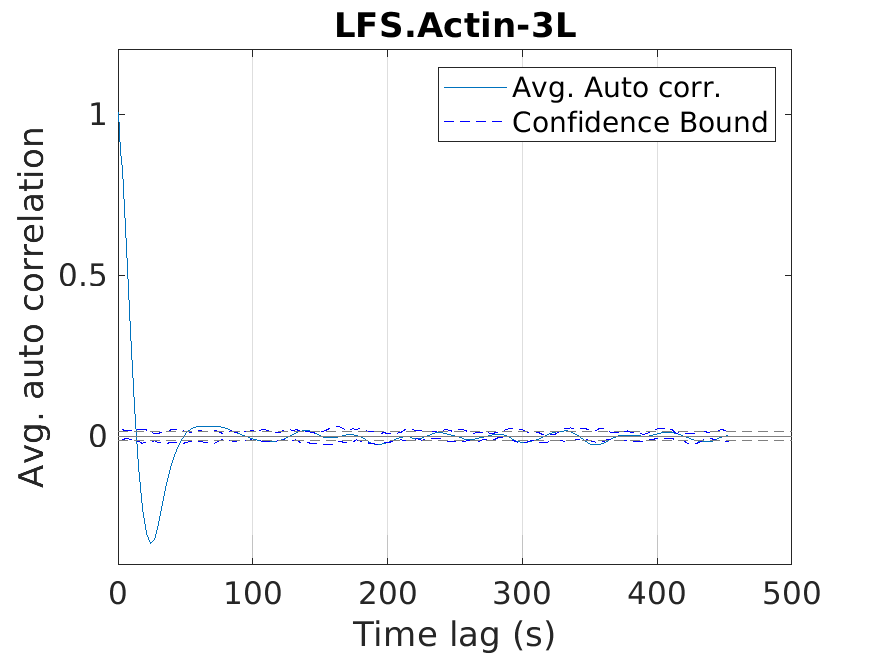 LFS.Actin-3L
Avg. Auto corr.
Confidence Bound
Avg. auto correlation
1
0.5
0
0 100 200 300 400 500
Time lag (s)